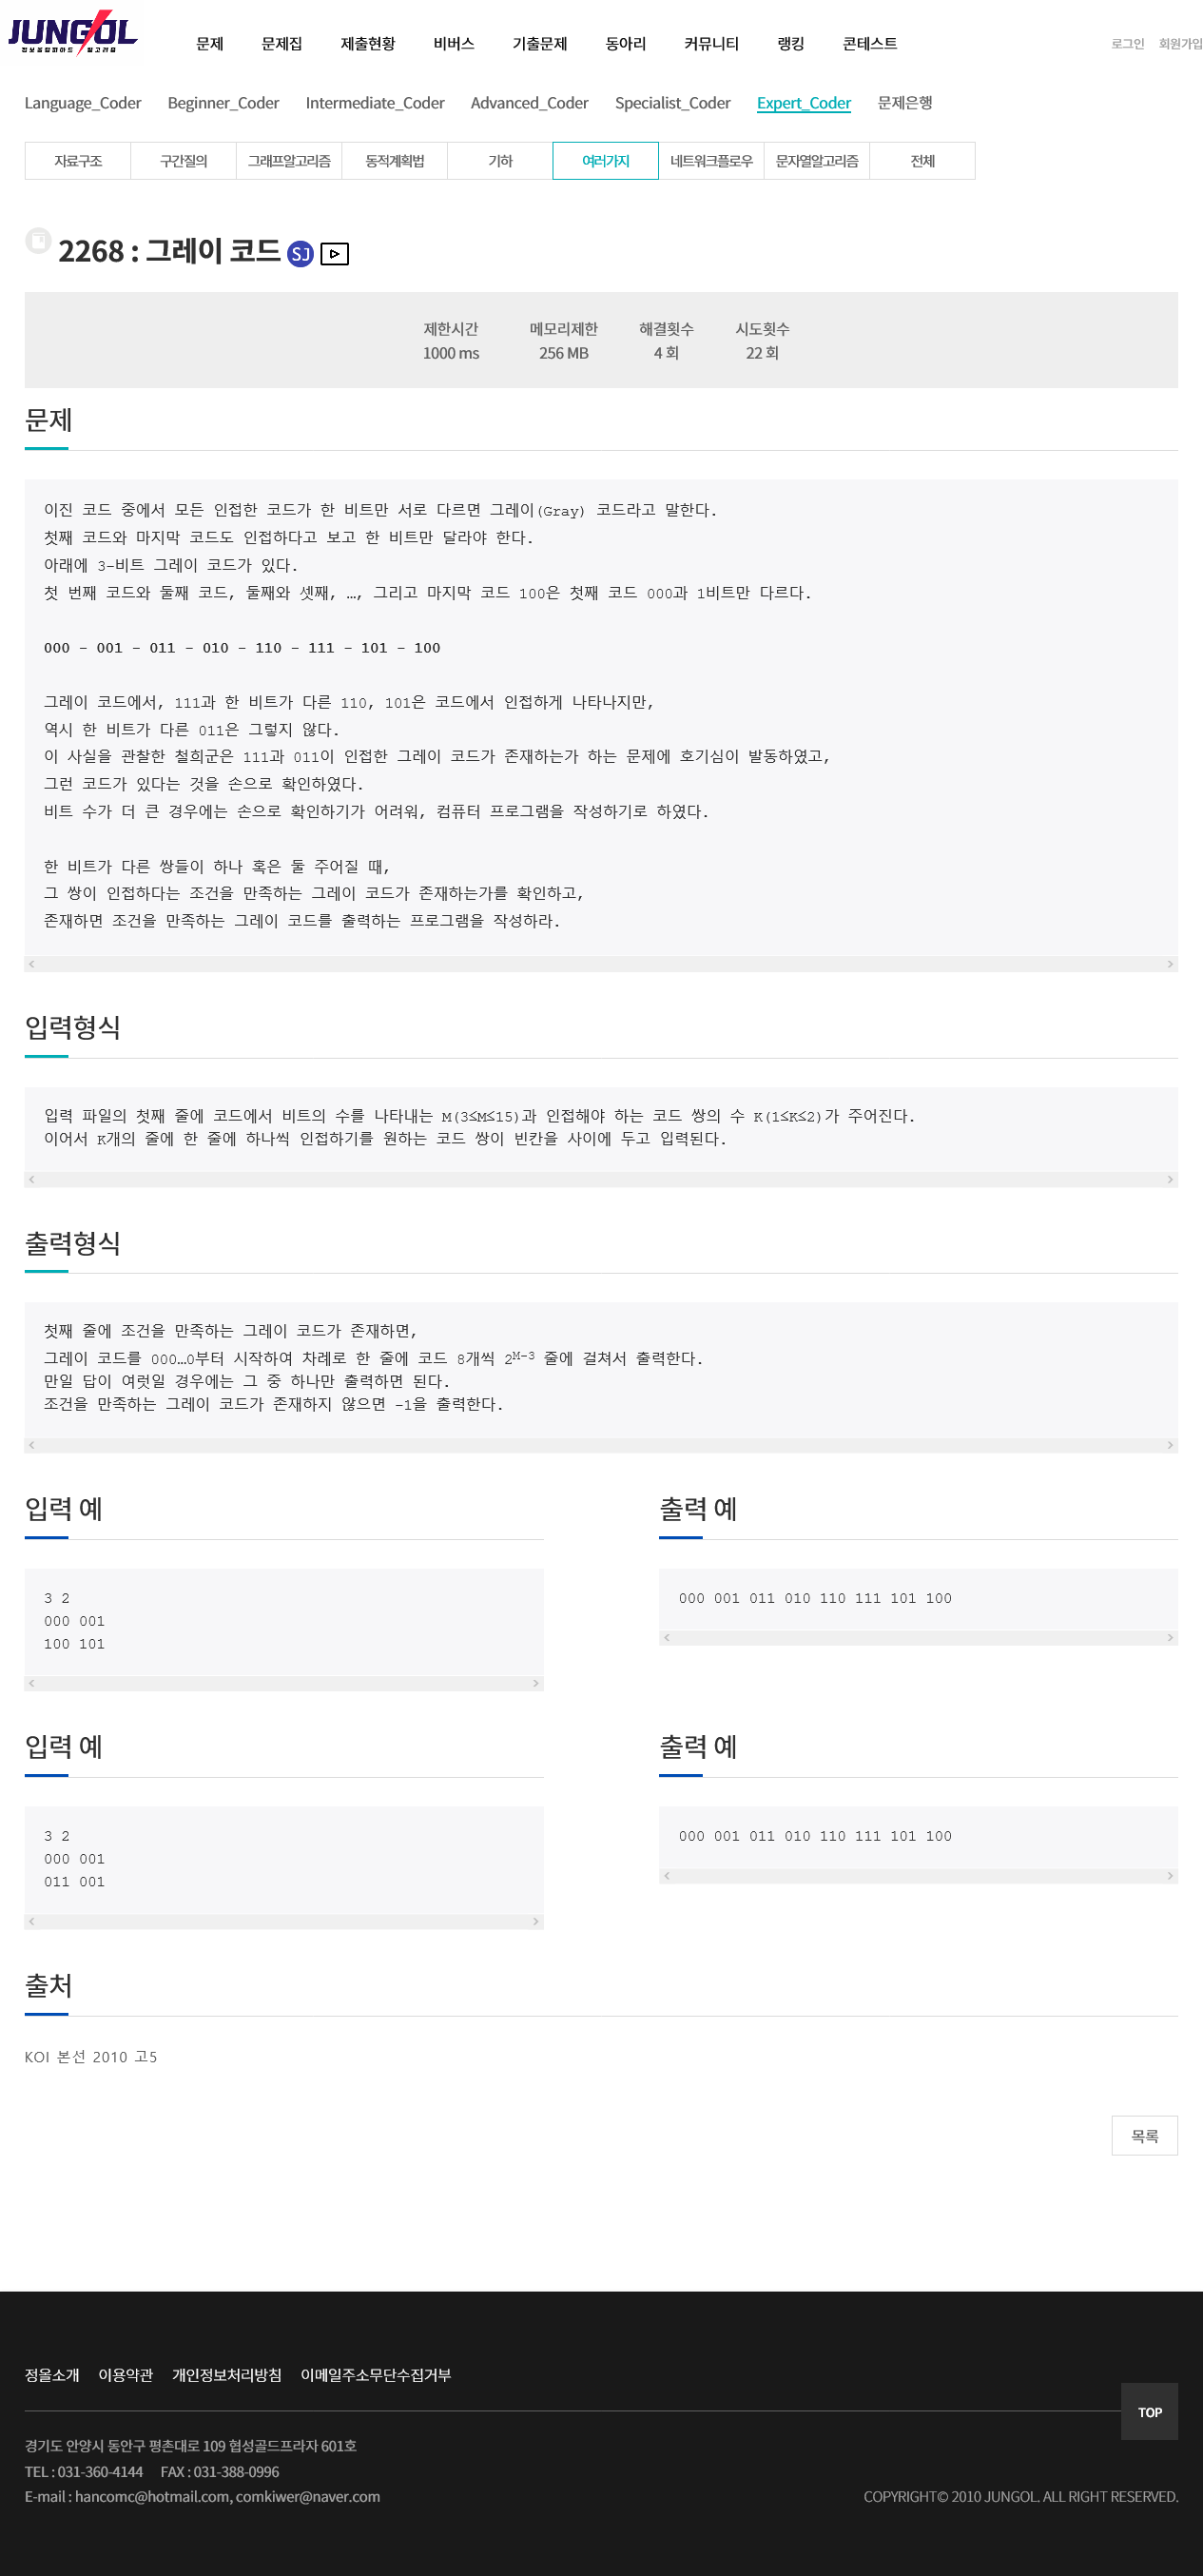 JUNGOL
정보올림피아드 알고리즘
문제 문제집 제출현황 비버스 기출문제 동아리 커뮤니티 랭킹 콘테스트 로그인 회원가입
Language_Coder Beginner_Coder Intermediate_Coder Advanced_Coder Specialist_Coder Expert_Coder 문제은행
자료구조 구간질의 그래프알고리즘 동적계획법 기하 여러가지 네트워크플로우 문자열알고리즘 전체
2268 : 그레이 코드 SJ
제한시간 메모리제한 해결횟수 시도횟수
1000 ms 256 MB 4 회 22 회
문제
이진 코드 중에서 모든 인접한 코드가 한 비트만 서로 다르면 그레이(Gray) 코드라고 말한다.
첫째 코드와 마지막 코드도 인접하다고 보고 한 비트만 달라야 한다.
아래에 3-비트 그레이 코드가 있다.
첫 번째 코드와 둘째 코드, 둘째와 셋째, …, 그리고 마지막 코드 100은 첫째 코드 000과 1비트만 다르다.
000 - 001 - 011 - 010 - 110 - 111 - 101 - 100
그레이 코드에서, 111과 한 비트가 다른 110, 101은 코드에서 인접하게 나타나지만,
역시 한 비트가 다른 011은 그렇지 않다.
이 사실을 관찰한 철희군은 111과 011이 인접한 그레이 코드가 존재하는가 하는 문제에 호기심이 발동하였고,
그런 코드가 있다는 것을 손으로 확인하였다.
비트 수가 더 큰 경우에는 손으로 확인하기가 어려워, 컴퓨터 프로그램을 작성하기로 하였다.
한 비트가 다른 쌍들이 하나 혹은 둘 주어질 때,
그 쌍이 인접하다는 조건을 만족하는 그레이 코드가 존재하는가를 확인하고,
존재하면 조건을 만족하는 그레이 코드를 출력하는 프로그램을 작성하라.
입력형식
입력 파일의 첫째 줄에 코드에서 비트의 수를 나타내는 M(3≤M≤15)과 인접해야 하는 코드 쌍의 수 K(1≤K≤2)가 주어진다.
이어서 K개의 줄에 한 줄에 하나씩 인접하기를 원하는 코드 쌍이 빈칸을 사이에 두고 입력된다.
출력형식
첫째 줄에 조건을 만족하는 그레이 코드가 존재하면,
그레이 코드를 000…0부터 시작하여 차례로 한 줄에 코드 8개씩 2^M-3 줄에 걸쳐서 출력한다.
만일 답이 여럿일 경우에는 그 중 하나만 출력하면 된다.
조건을 만족하는 그레이 코드가 존재하지 않으면 -1을 출력한다.
입력 예
3 2
000 001
100 101
출력 예
000 001 011 010 110 111 101 100
입력 예
3 2
000 001
011 001
출력 예
000 001 011 010 110 111 101 100
출처
KOI 본선 2010 고5
목록
정올소개 이용약관 개인정보처리방침 이메일주소무단수집거부
TOP
경기도 안양시 동안구 평촌대로 109 협성골드프라자 601호
TEL : 031-360-4144 FAX : 031-388-0996
E-mail : hancomc@hotmail.com, comkiwer@naver.com
COPYRIGHT© 2010 JUNGOL. ALL RIGHT RESERVED.